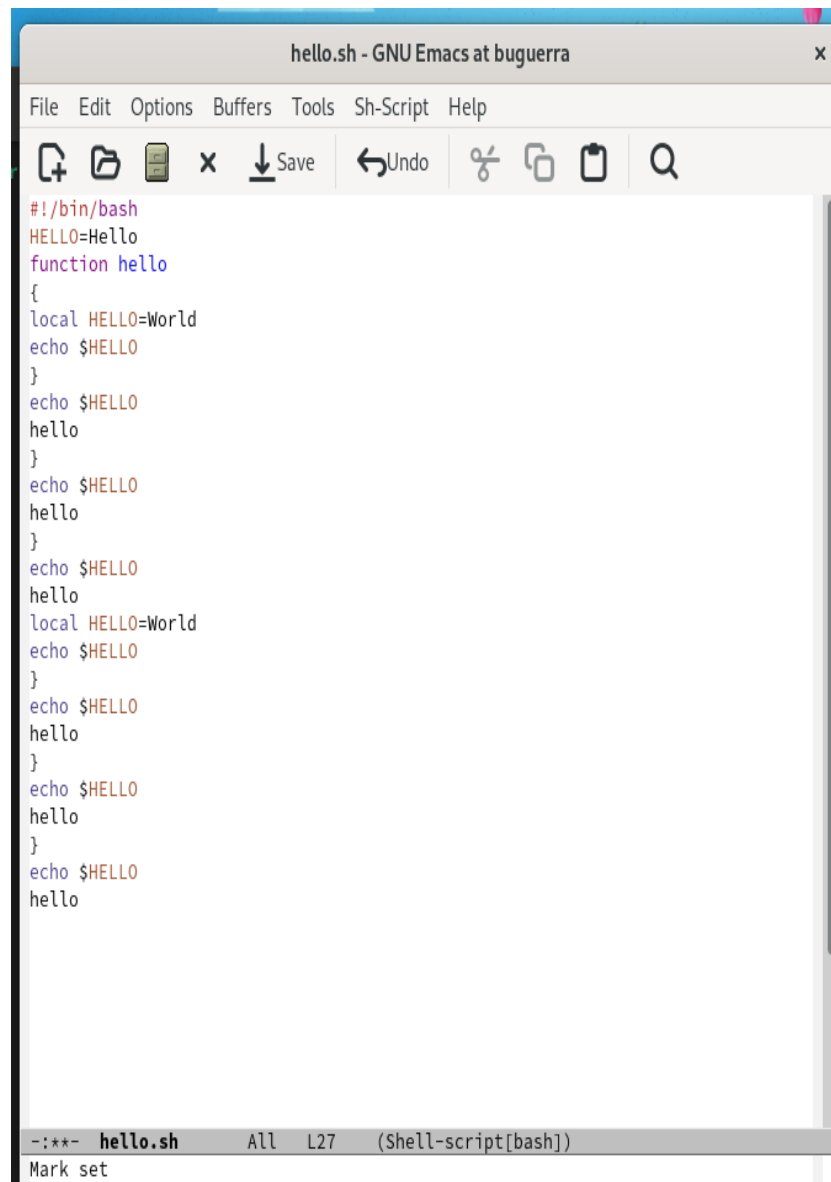 hello.sh - GNU Emacs at buguerra
File Edit Options Buffers Tools Sh-Script Help
Save Undo
#!/bin/bash
HELLO=Hello
function hello
{
local HELLO=World
echo $HELLO
}
echo $HELLO
hello
}
echo $HELLO
hello
}
echo $HELLO
hello
local HELLO=World
echo $HELLO
}
echo $HELLO
hello
}
echo $HELLO
hello
}
echo $HELLO
hello
-:**- hello.sh All L27 (Shell-script[bash])
Mark set